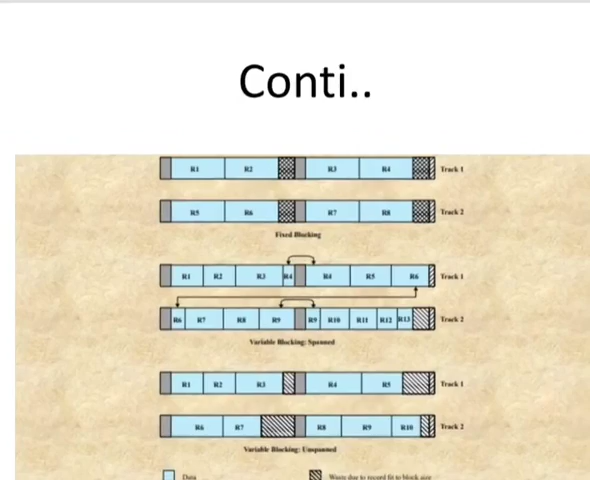 Conti..
R1 R2 R3 R4 Track 1
R5 R6 R7 R8 Track 2
Fixed Blocking
R1 R2 R3 R4 R4 R5 R6 Track 1
R6 R7 R8 R9 R9 R10 R11 R12 R13 Track 2
Variable Blocking: Spanned
R1 R2 R3 R4 R5 Track 1
R6 R7 R8 R9 R10 Track 2
Variable Blocking: Unspanned
Data Waste due to record fit to block size